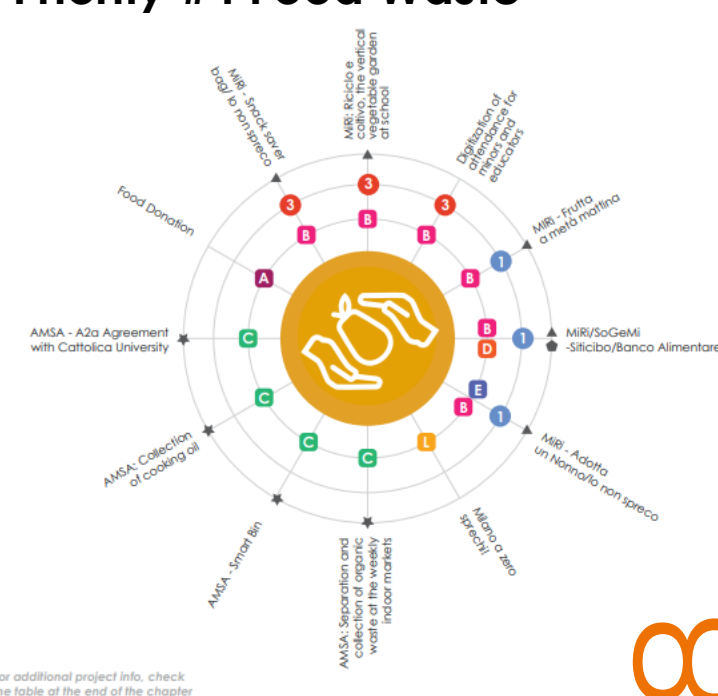 Priority #4 Food Waste
MiRi: Riciclo e
coltivo, the vertical
vegetable garden
at school
Digitization of
attendance for
minors and
educators
MiRi - Frutta
a metà mattina
MiRi/SoGeMi
-Siticibo/Banco Alimentare
MiRi - Adotta
un Nonno/Io non spreco
Milano a zero
sprechi!
AMSA: Separation and
collection of organic
waste at the weekly
indoor markets
AMSA - Smart Bin
AMSA: Collection
of cooking oil
AMSA - A2a Agreement
with Cattolica University
Food Donation
MiRi - Snack saver
bag/ Io non spreco
3
3
3
1
1
1
B
B
B
B
B
D
E
B
L
C
C
C
C
A
or additional project info, check
he table at the end of the chapter